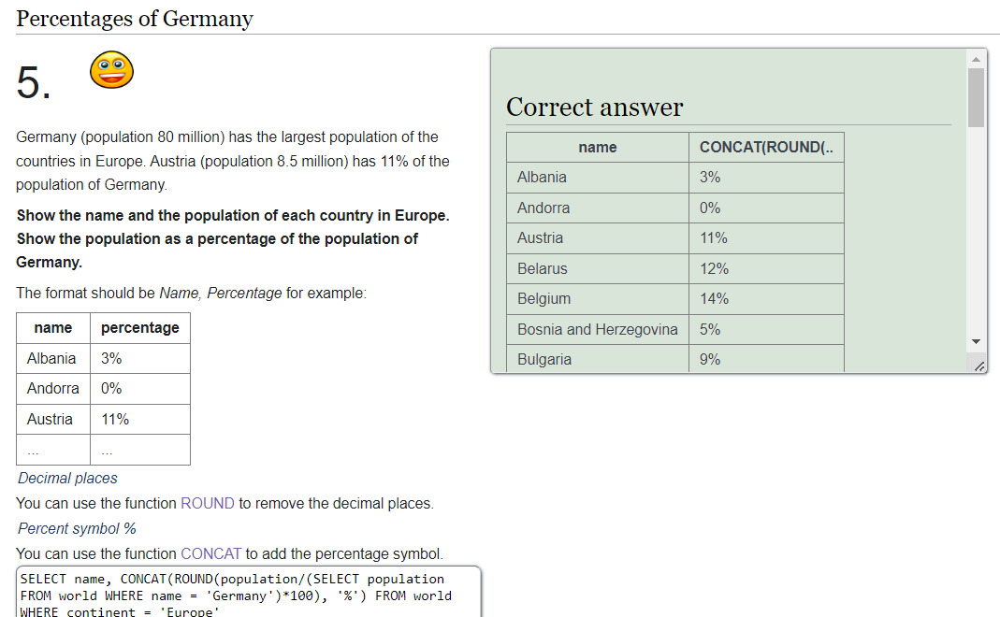 Percentages of Germany
5.
Germany (population 80 million) has the largest population of the
countries in Europe. Austria (population 8.5 million) has 11% of the
population of Germany.
Show the name and the population of each country in Europe.
Show the population as a percentage of the population of
Germany.
The format should be Name, Percentage for example:
name percentage
Albania 3%
Andorra 0%
Austria 11%
... ...
Decimal places
You can use the function ROUND to remove the decimal places.
Percent symbol %
You can use the function CONCAT to add the percentage symbol.
SELECT name, CONCAT(ROUND(population/(SELECT population
FROM world WHERE name = 'Germany')*100), '%') FROM world
WHERE continent = 'Europe'
Correct answer
name CONCAT(ROUND(..
Albania 3%
Andorra 0%
Austria 11%
Belarus 12%
Belgium 14%
Bosnia and Herzegovina 5%
Bulgaria 9%